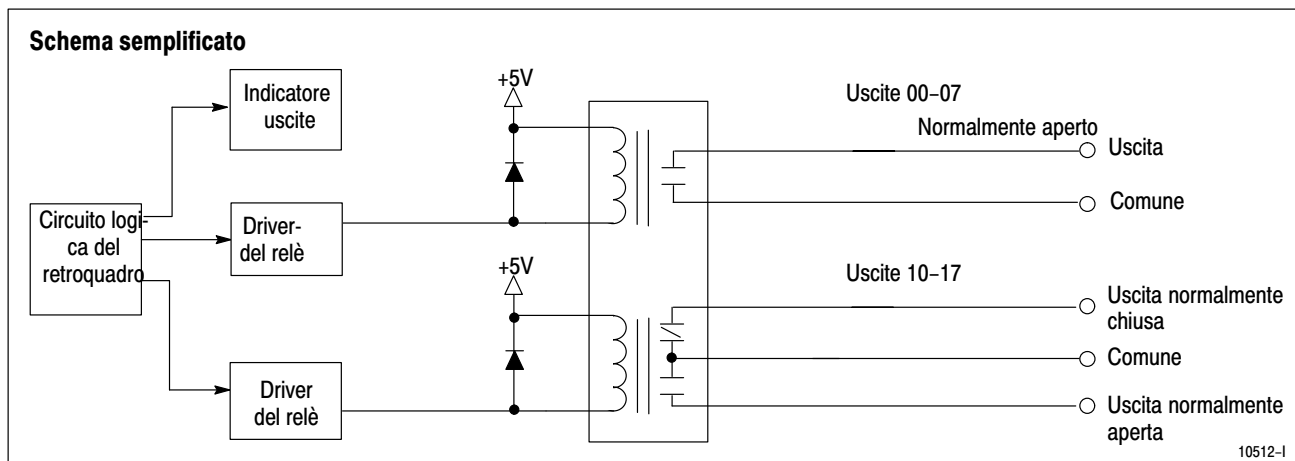 Schema semplificato
Indicatore
uscite
+5V
Uscite 00–07
Normalmente aperto
Uscita
Comune
Circuito logi-
ca del
retroquadro
Driver-
del relè
+5V
Uscite 10–17
Uscita normalmente
chiusa
Comune
Driver
del relè
Uscita normalmente
aperta
10512–I